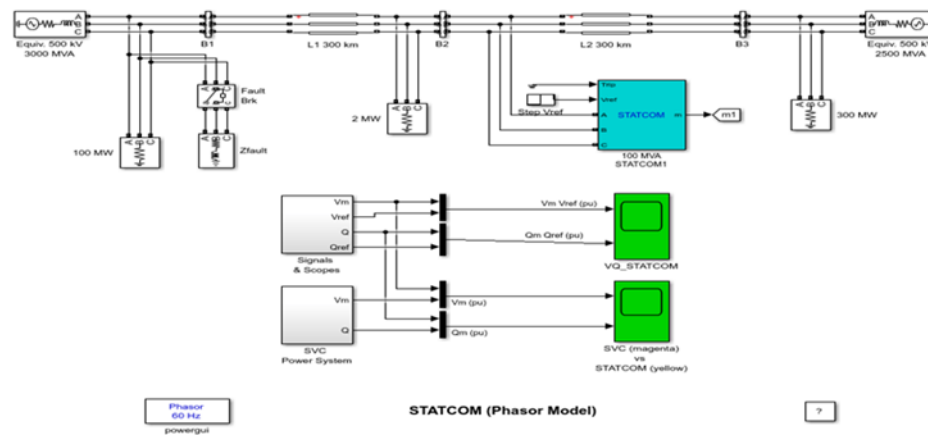 A
B
C
Equiv. 500 kV
3000 MVA
B1
L1 300 km
B2
L2 300 km
B3
A
B
C
Equiv. 500 kV
2500 MVA
Fault
Brk
A B C
100 MW
A B C
Zfault
A B C
2 MW
Trip
Vref
A
B
C
STATCOM
m
Step Vref
100 MVA
STATCOM1
m1
A B C
300 MW
Vm
Vref
Q
Qref
Signals
& Scopes
Vm Vref (pu)
Qm Qref (pu)
VQ_STATCOM
Vm
Q
SVC
Power System
Vm (pu)
Qm (pu)
SVC (magenta)
vs
STATCOM (yellow)
Phasor
60 Hz
powergui
STATCOM (Phasor Model)
?